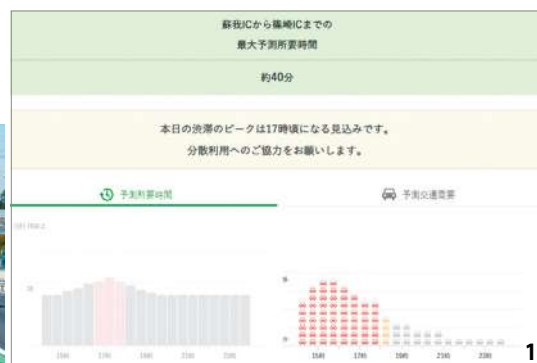 蘇我ICから篠崎ICまでの
最大予測所要時間
約40分
本日の渋滞のピークは17時頃になる見込みです。
分散利用へのご協力をお願いします。
予測所要時間
予測交通需要
15時 17時 19時 21時 23時
15時 17時 19時 21時 23時
1